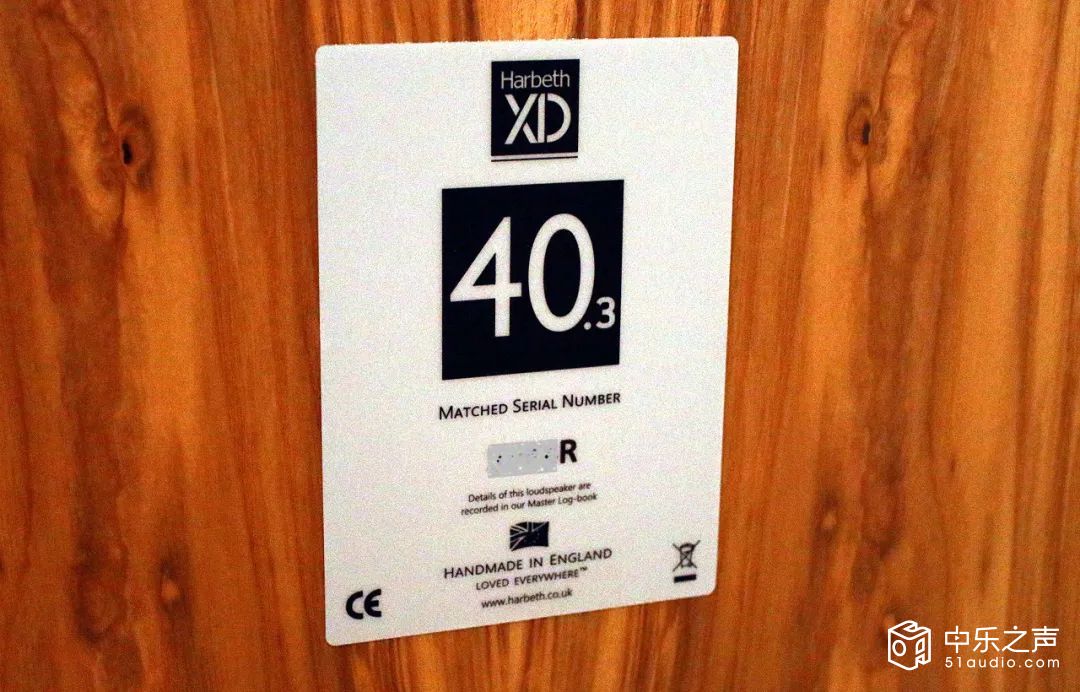 Harbeth
XD
40.3
MATCHED SERIAL NUMBER
R
Details of this loudspeaker are
recorded in our Master Log-book
HANDMADE IN ENGLAND
LOVED EVERYWHERE™
www.harbeth.co.uk
CE
中乐之声
51audio.com